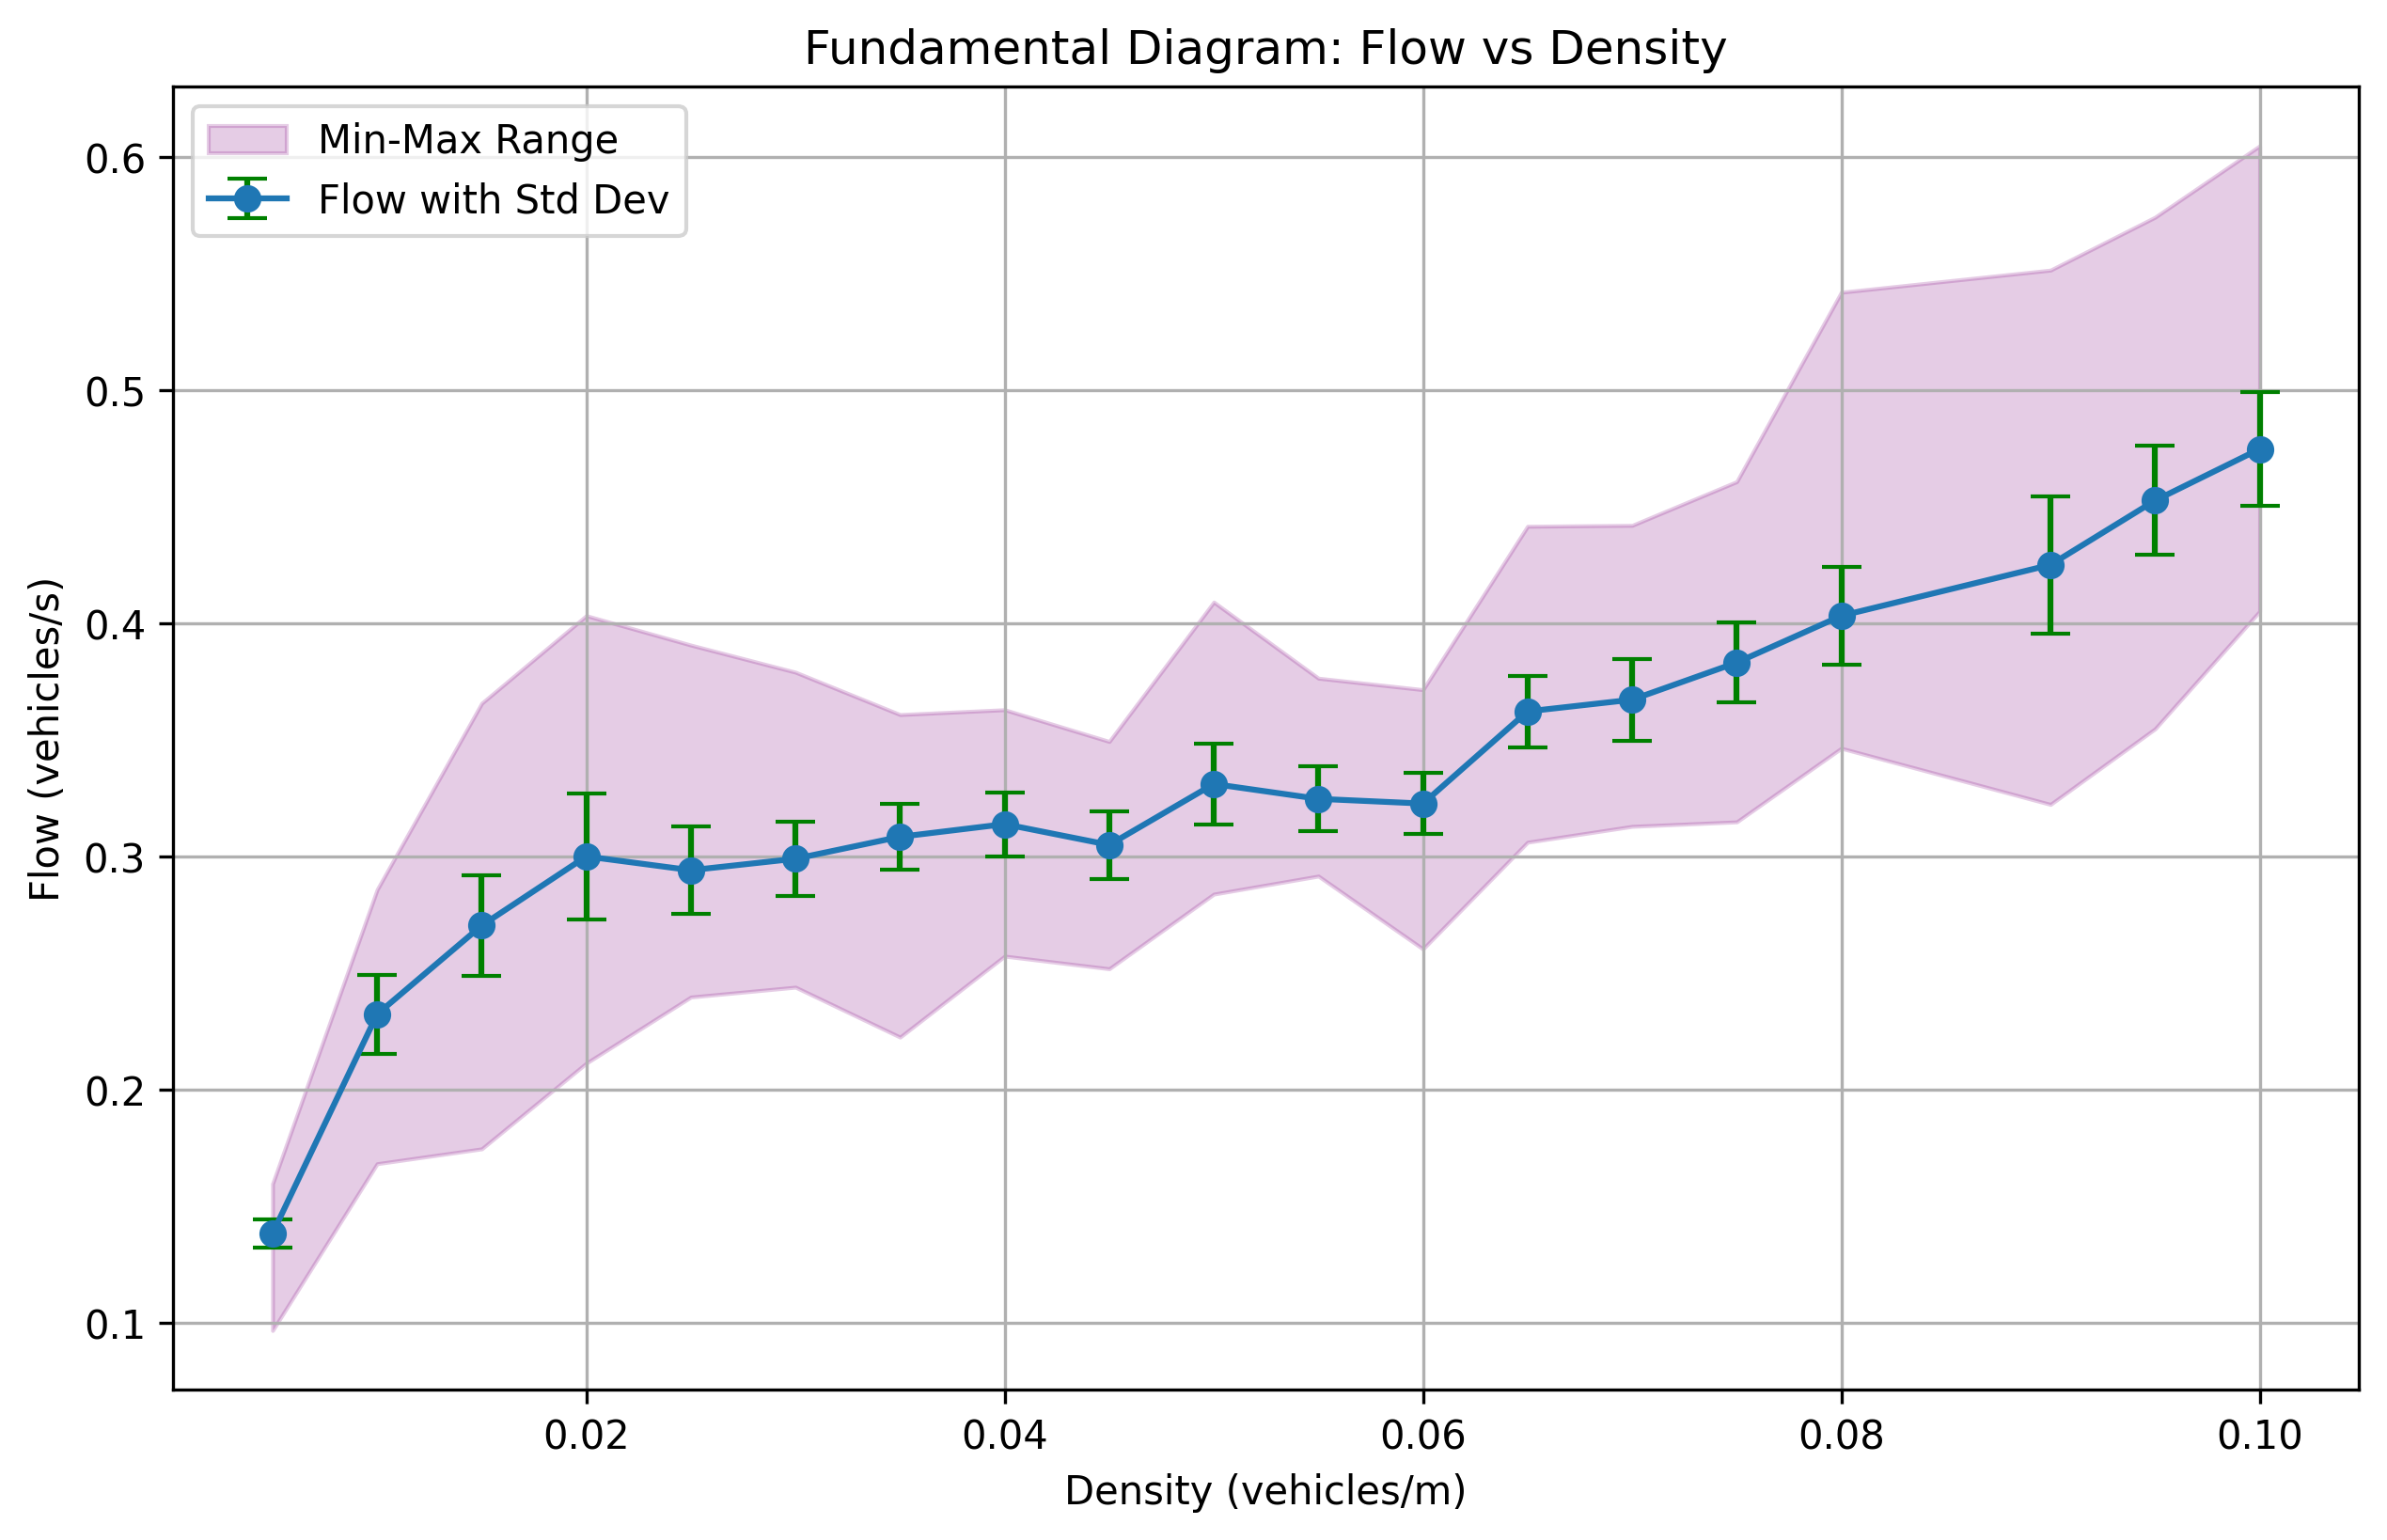 Fundamental Diagram: Flow vs Density
Min-Max Range
Flow with Std Dev
0.6
0.5
0.4
0.3
0.2
0.1
Flow (vehicles/s)
0.02 0.04 0.06 0.08 0.10
Density (vehicles/m)